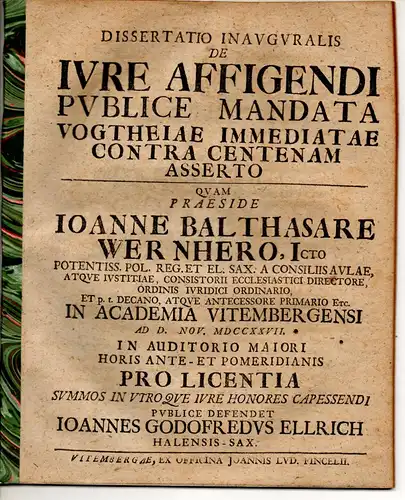 DISSERTATIO INAVGVRALIS
DE
IVRE AFFIGENDI
PVBLICE MANDATA
VOGTHEIAE IMMEDIATAE
CONTRA CENTENAM
ASSERTO
QVAM
PRAESIDE
IOANNE BALTHASARE
WERNHERO, ICTO
POTENTISS. POL. REG. ET EL. SAX. A CONSILIIS AVLAE,
ATQVE IVSTITIAE, CONSISTORII ECCLESIASTICI DIRECTORE,
ORDINIS IVRIDICI ORDINARIO,
ET p. t. DECANO, ATQVE ANTECESSORE PRIMARIO Etc.
IN ACADEMIA VITEMBERGENSI
AD D. NOV. MDCCXXVII.
IN AUDITORIO MAIORI
HORIS ANTE- ET POMERIDIANIS
PRO LICENTIA
SVMMOS IN VTROQVE IVRE HONORES CAPESSENDI
PVBLICE DEFENDET
IOANNES GODOFREDVS ELLRICH
HALENSIS-SAX.
VITEMBERGAE, EX OFFICINA JOANNIS LVD. FINCELII.